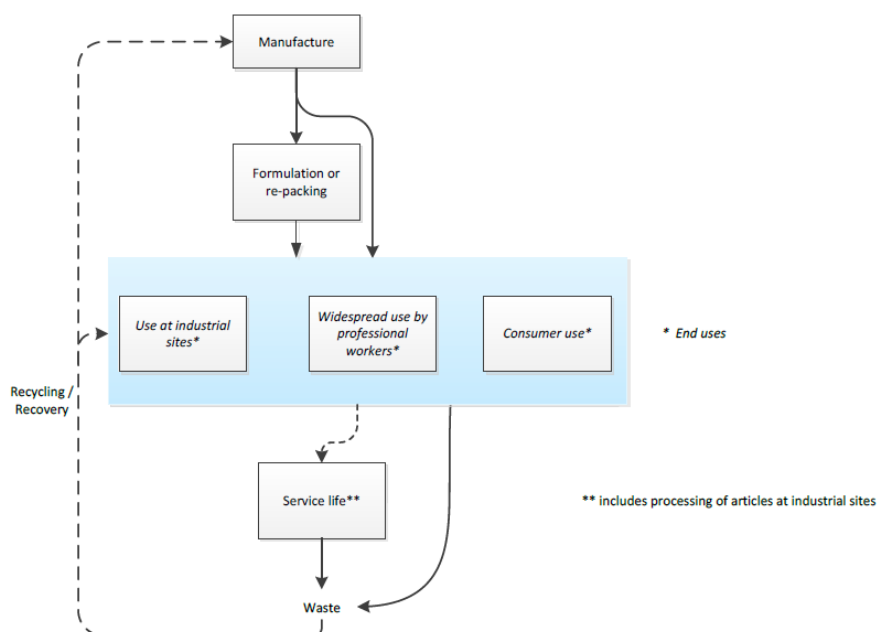 Manufacture
Formulation or
re-packing
Use at industrial
sites*
Widespread use by
professional
workers*
Consumer use*
* End uses
Recycling /
Recovery
Service life**
** includes processing of articles at industrial sites
Waste